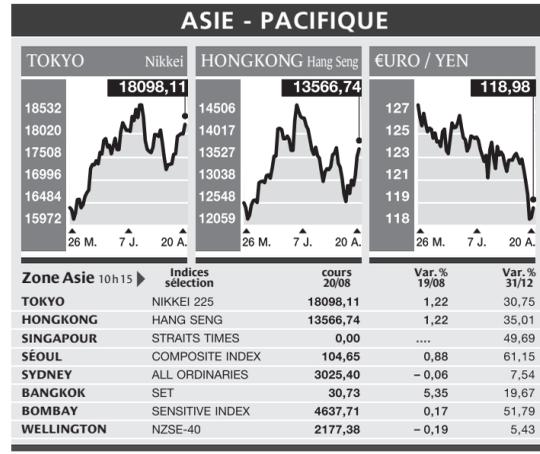 ASIE - PACIFIQUE
TOKYO Nikkei
18098,11
18532
18020
17508
16996
16484
15972
26 M. 7 J. 20 A.
HONGKONG Hang Seng
13566,74
14506
14017
13527
13038
12548
12059
26 M. 7 J. 20 A.
€URO / YEN
118,98
127
125
123
121
119
118
26 M. 7 J. 20 A.
Zone Asie 10h15 Indices sélection cours 20/08 Var. % 19/08 Var. % 31/12
TOKYO NIKKEI 225 18098,11 1,22 30,75
HONGKONG HANG SENG 13566,74 1,22 35,01
SINGAPOUR STRAITS TIMES 0,00 .... 49,69
SÉOUL COMPOSITE INDEX 104,65 0,88 61,15
SYDNEY ALL ORDINARIES 3025,40 – 0,06 7,54
BANGKOK SET 30,73 5,35 19,67
BOMBAY SENSITIVE INDEX 4637,71 0,17 51,79
WELLINGTON NZSE-40 2177,38 – 0,19 5,43